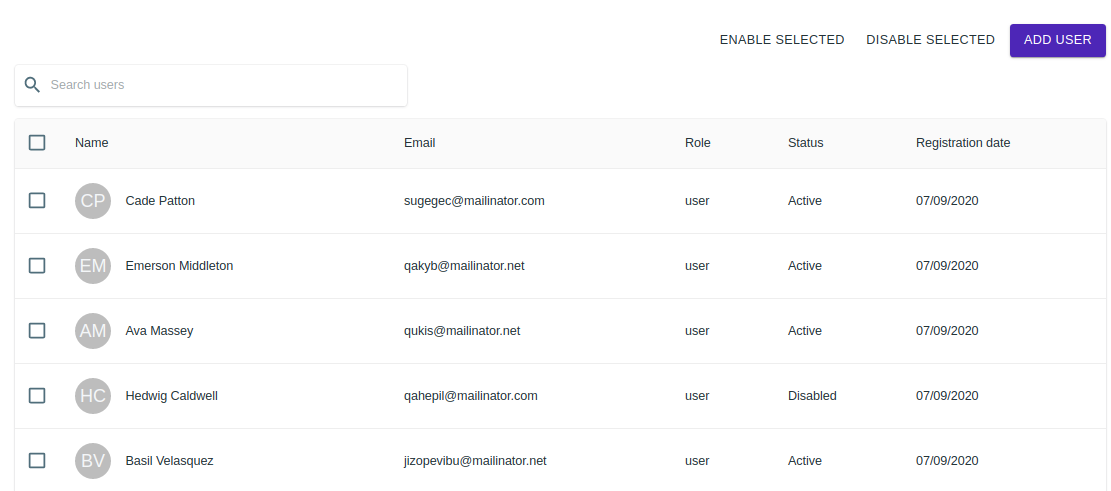 ENABLE SELECTED DISABLE SELECTED ADD USER
Search users
Name Email Role Status Registration date
CP Cade Patton sugegec@mailinator.com user Active 07/09/2020
EM Emerson Middleton qakyb@mailinator.net user Active 07/09/2020
AM Ava Massey qukis@mailinator.net user Active 07/09/2020
HC Hedwig Caldwell qahepil@mailinator.com user Disabled 07/09/2020
BV Basil Velasquez jizopevibu@mailinator.net user Active 07/09/2020